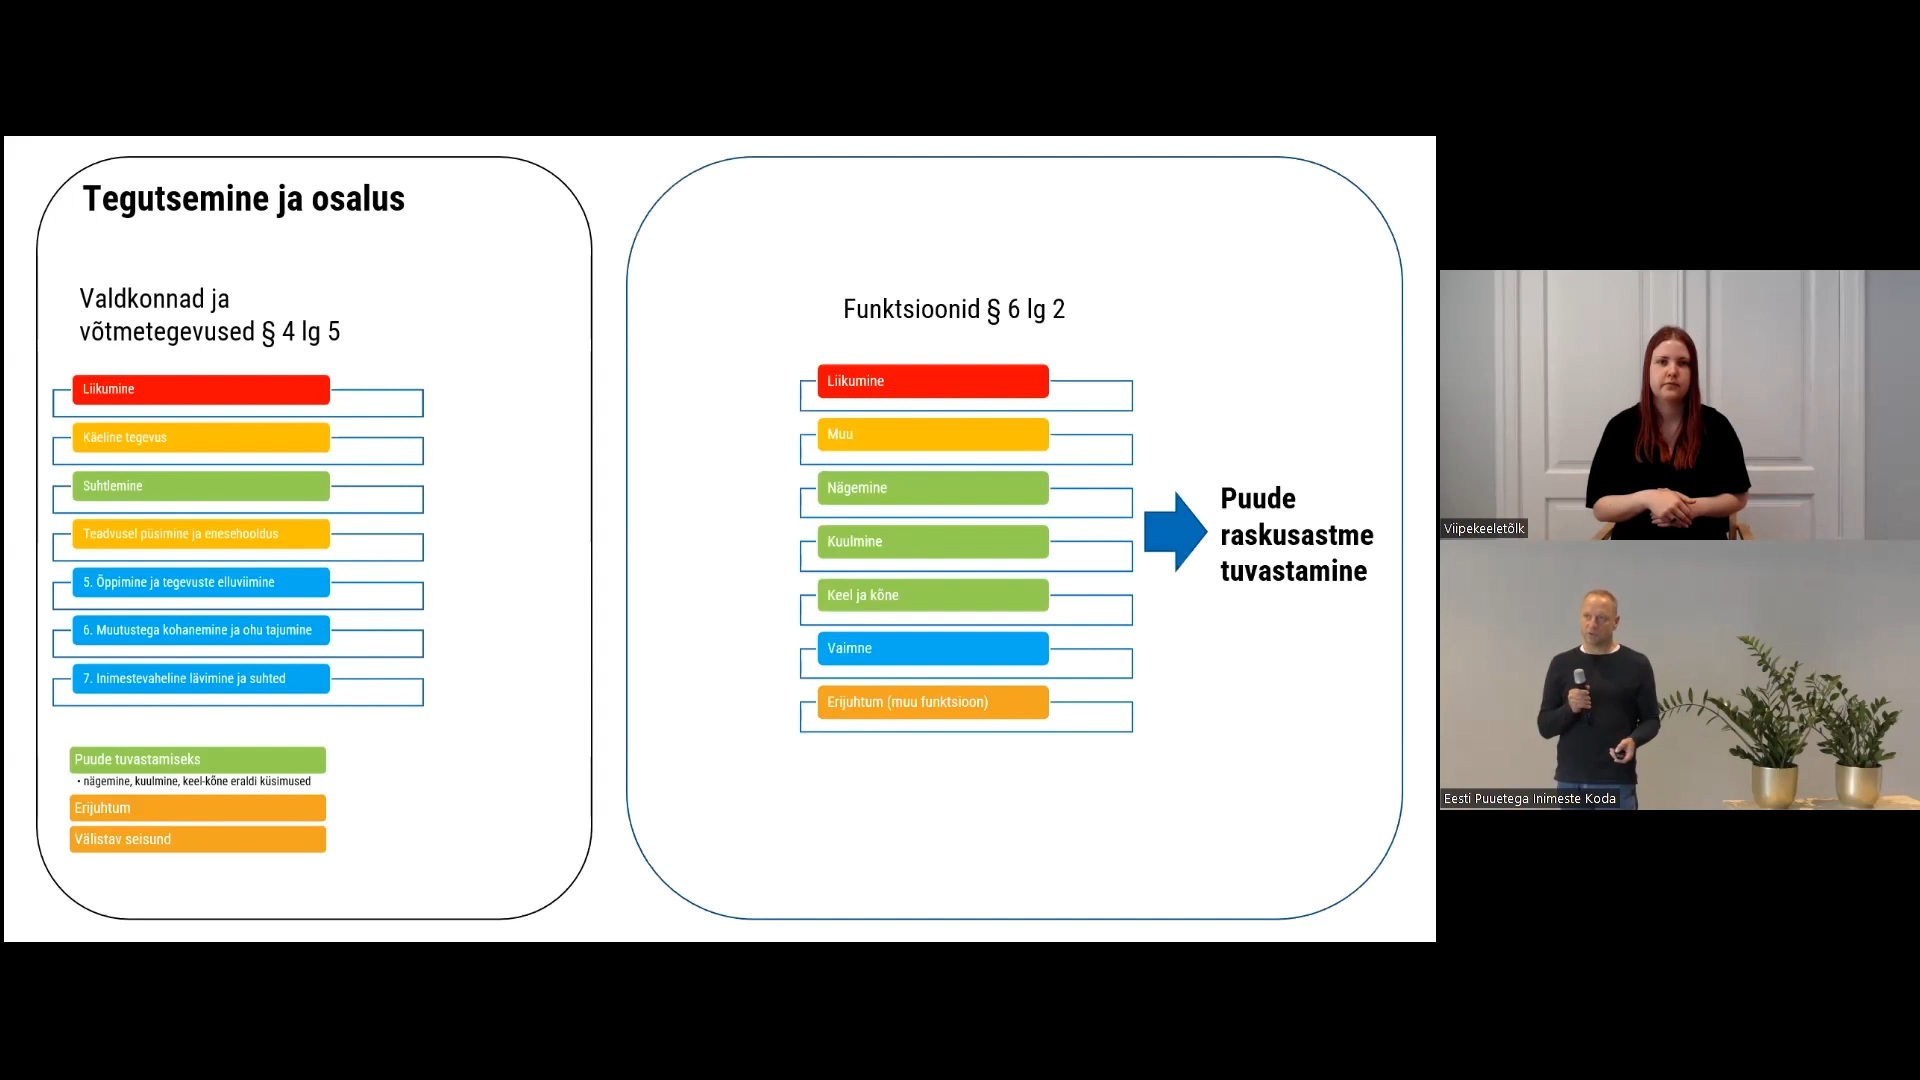 Tegutsemine ja osalus
Valdkonnad ja
võtmetegevused § 4 lg 5
Liikumine
Käeline tegevus
Suhtlemine
Teadvusel püsimine ja enesehooldus
5. Õppimine ja tegevuste elluviimine
6. Muutustega kohanemine ja ohu tajumine
7. Inimestevaheline lävimine ja suhted
Puude tuvastamiseks
• nägemine, kuulmine, keel-kõne eraldi küsimused
Erijuhtum
Välistav seisund
Funktsioonid § 6 lg 2
Liikumine
Muu
Nägemine
Kuulmine
Keel ja kõne
Vaimne
Erijuhtum (muu funktsioon)
Puude
raskusastme
tuvastamine
Viipekeeletõlk
Eesti Puuetega Inimeste Koda